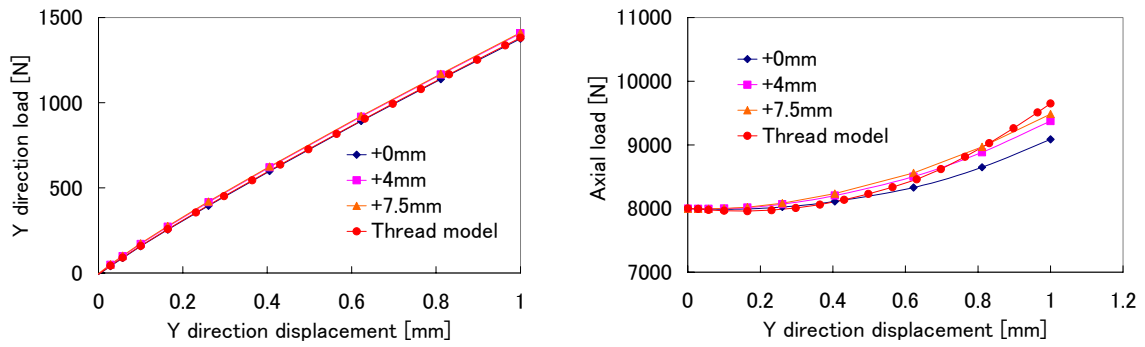 1500
1000
500
0
Y direction load [N]
+0mm
+4mm
+7.5mm
Thread model
0
0.2
0.4
0.6
0.8
1
Y direction displacement [mm]
10000
9000
8000
7000
11000
Axial load [N]
+0mm
+4mm
+7.5mm
Thread model
0
0.2
0.4
0.6
0.8
1
1.2
Y direction displacement [mm]